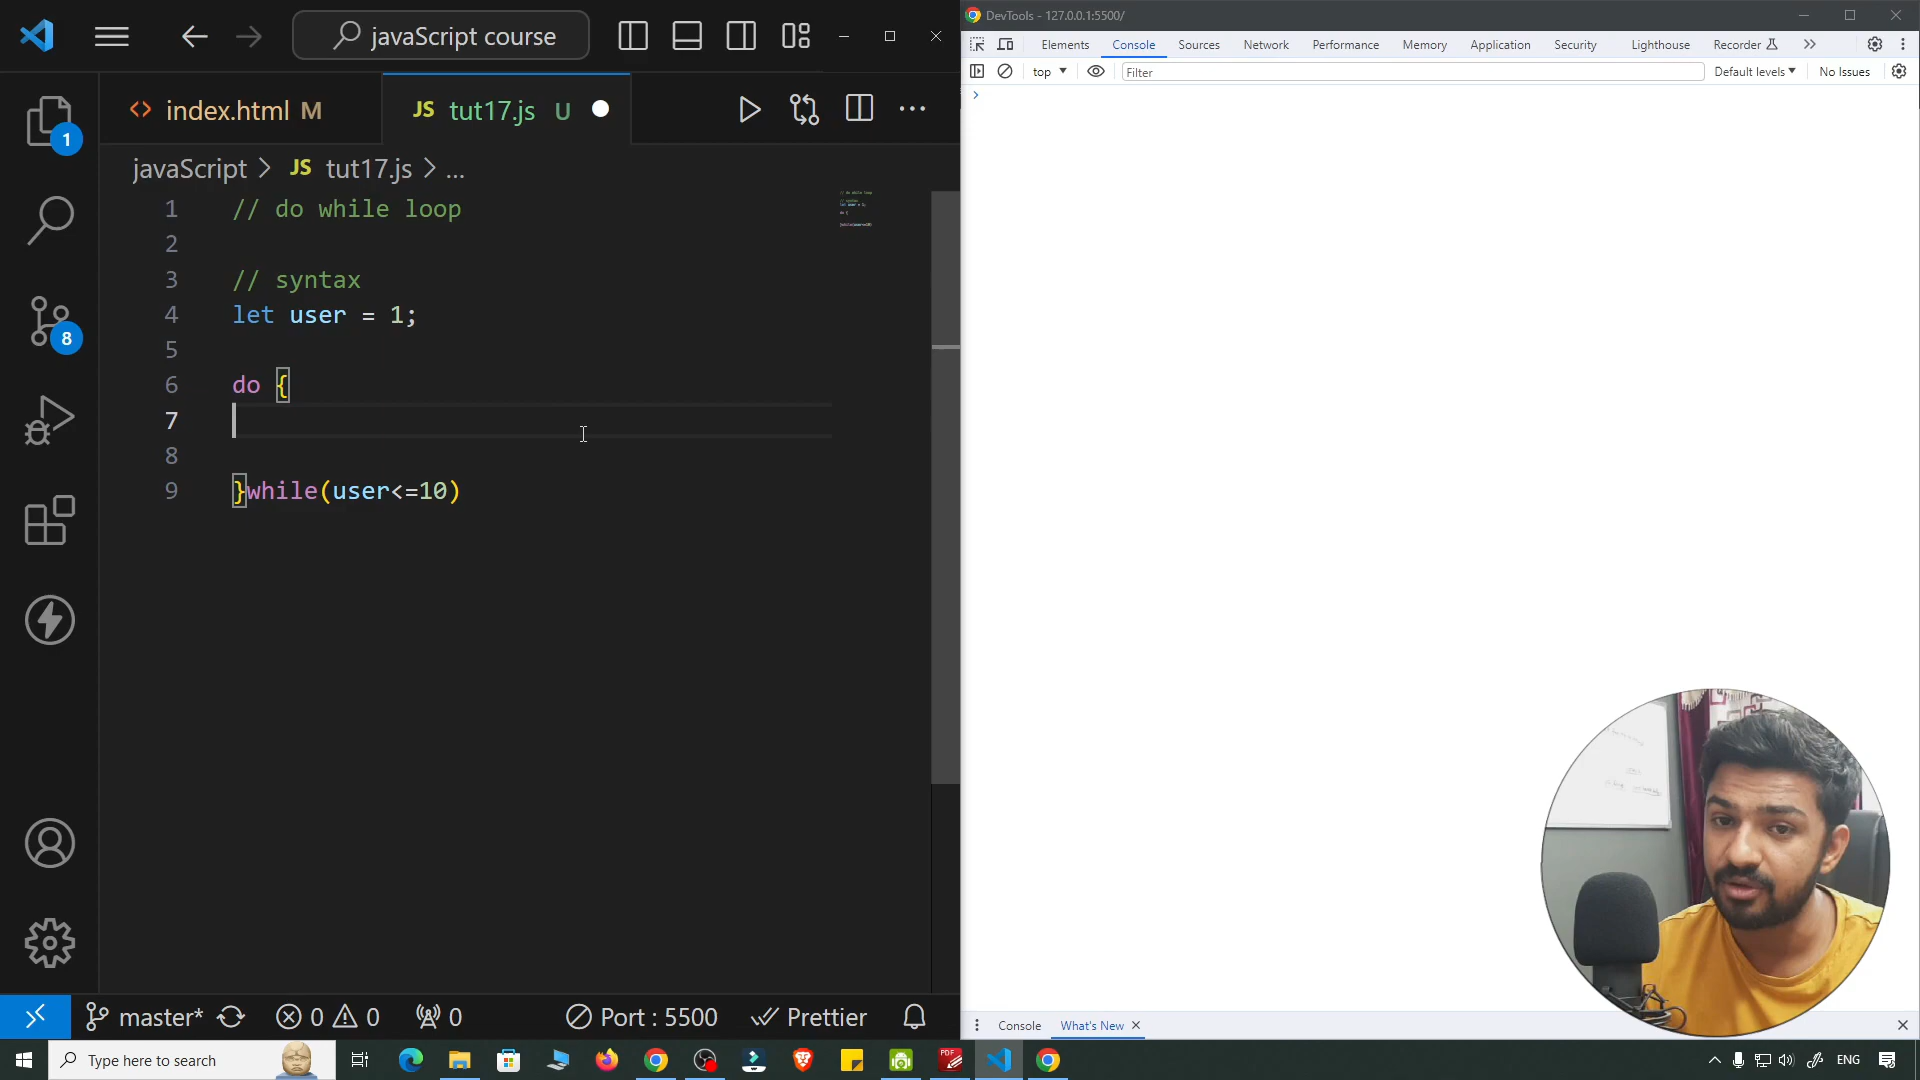 javaScript course
index.html M
JS tut17.js U
javaScript > JS tut17.js > ...
1 // do while loop
2
3 // syntax
4 let user = 1;
5
6 do {
7
8
9 }while(user<=10)
1
8
master* 0 0 0 Port : 5500 Prettier
DevTools - 127.0.0.1:5500/
Elements Console Sources Network Performance Memory Application Security Lighthouse Recorder
top Filter Default levels No Issues
Console What's New
Type here to search
PDF
ENG